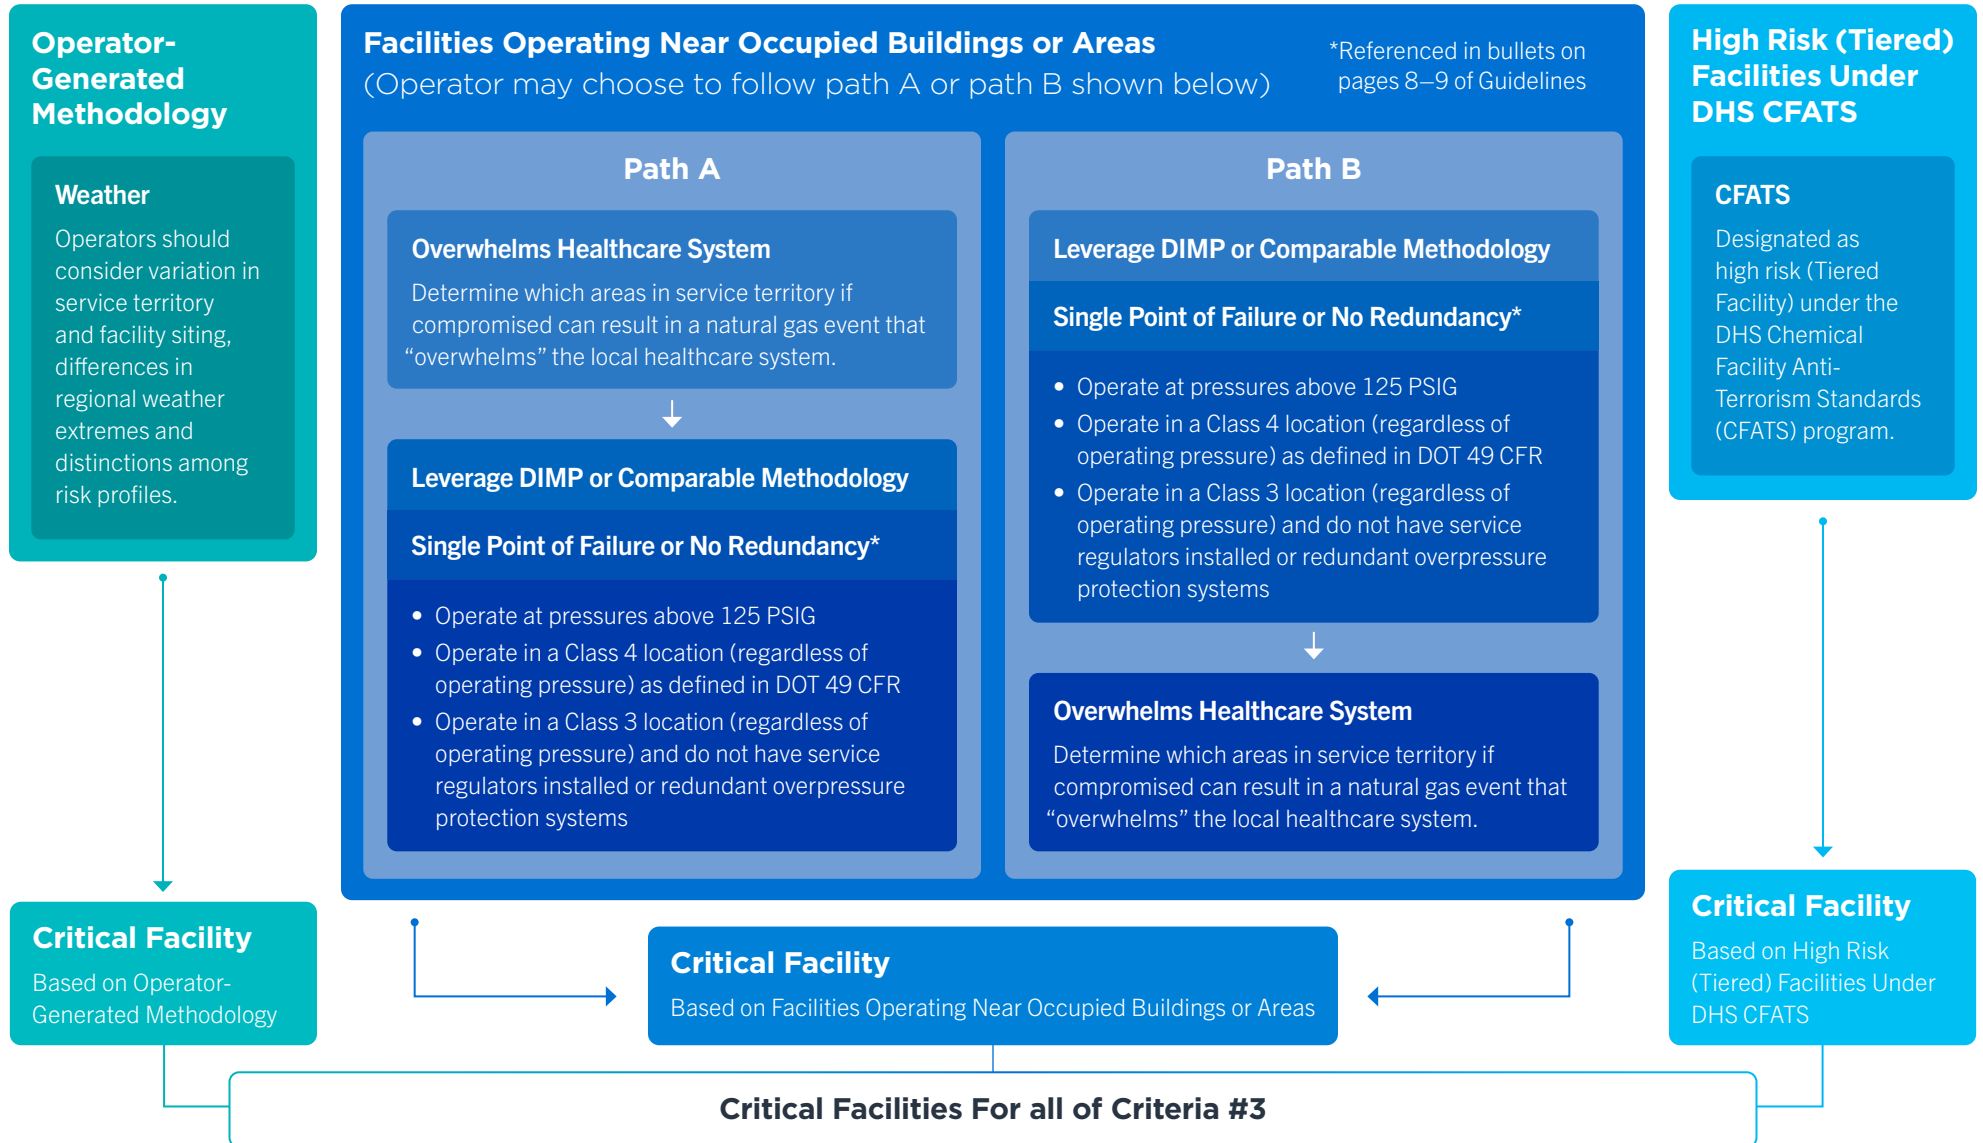 Operator-
Generated
Methodology
Weather
Operators should
consider variation in
service territory
and facility siting,
differences in
regional weather
extremes and
distinctions among
risk profiles.
Critical Facility
Based on Operator-
Generated Methodology
Facilities Operating Near Occupied Buildings or Areas
(Operator may choose to follow path A or path B shown below)
*Referenced in bullets on
pages 8–9 of Guidelines
Path A
Overwhelms Healthcare System
Determine which areas in service territory if
compromised can result in a natural gas event that
“overwhelms” the local healthcare system.
Leverage DIMP or Comparable Methodology
Single Point of Failure or No Redundancy*
• Operate at pressures above 125 PSIG
• Operate in a Class 4 location (regardless of
operating pressure) as defined in DOT 49 CFR
• Operate in a Class 3 location (regardless of
operating pressure) and do not have service
regulators installed or redundant overpressure
protection systems
Path B
Leverage DIMP or Comparable Methodology
Single Point of Failure or No Redundancy*
• Operate at pressures above 125 PSIG
• Operate in a Class 4 location (regardless of
operating pressure) as defined in DOT 49 CFR
• Operate in a Class 3 location (regardless of
operating pressure) and do not have service
regulators installed or redundant overpressure
protection systems
Overwhelms Healthcare System
Determine which areas in service territory if
compromised can result in a natural gas event that
“overwhelms” the local healthcare system.
Critical Facility
Based on Facilities Operating Near Occupied Buildings or Areas
High Risk (Tiered)
Facilities Under
DHS CFATS
CFATS
Designated as
high risk (Tiered
Facility) under the
DHS Chemical
Facility Anti-
Terrorism Standards
(CFATS) program.
Critical Facility
Based on High Risk
(Tiered) Facilities Under
DHS CFATS
Critical Facilities For all of Criteria #3